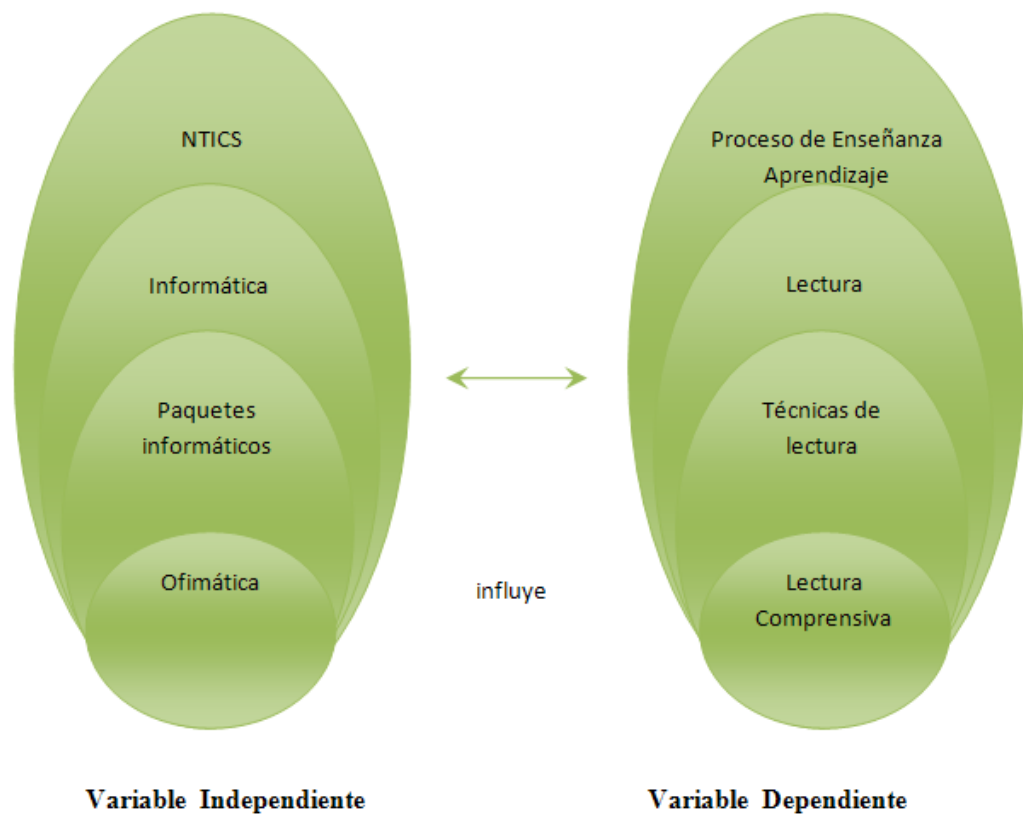 NTICS
Informática
Paquetes
informáticos
Ofimática
influye
Proceso de Enseñanza
Aprendizaje
Lectura
Técnicas de
lectura
Lectura
Comprensiva
Variable Independiente
Variable Dependiente